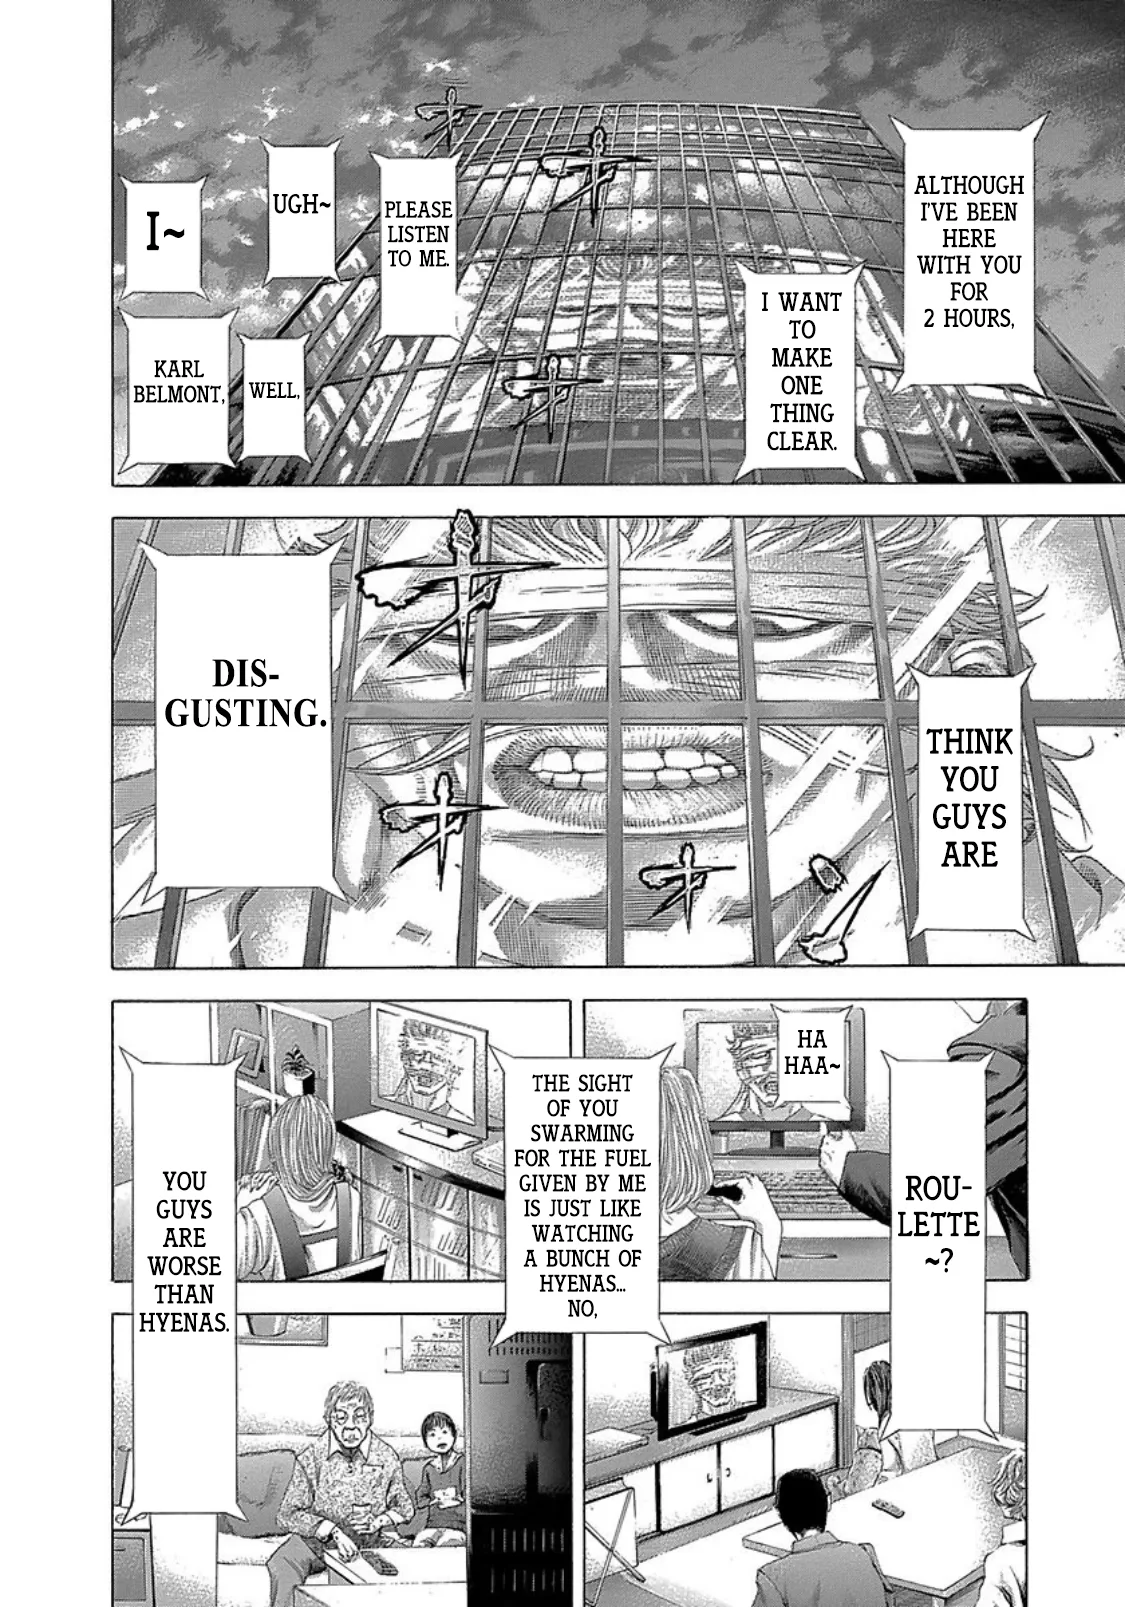 ALTHOUGH
I'VE BEEN
HERE
WITH YOU
FOR
2 HOURS,
I WANT
TO
MAKE
ONE
THING
CLEAR.
PLEASE
LISTEN
TO ME.
UGH~
WELL,
I~
KARL
BELMONT,
THINK
YOU
GUYS
ARE
DIS-
GUSTING.
HA
HAA~
ROU-
LETTE
~?
THE SIGHT
OF YOU
SWARMING
FOR THE FUEL
GIVEN BY ME
IS JUST LIKE
WATCHING
A BUNCH OF
HYENAS...
NO,
YOU
GUYS
ARE
WORSE
THAN
HYENAS.